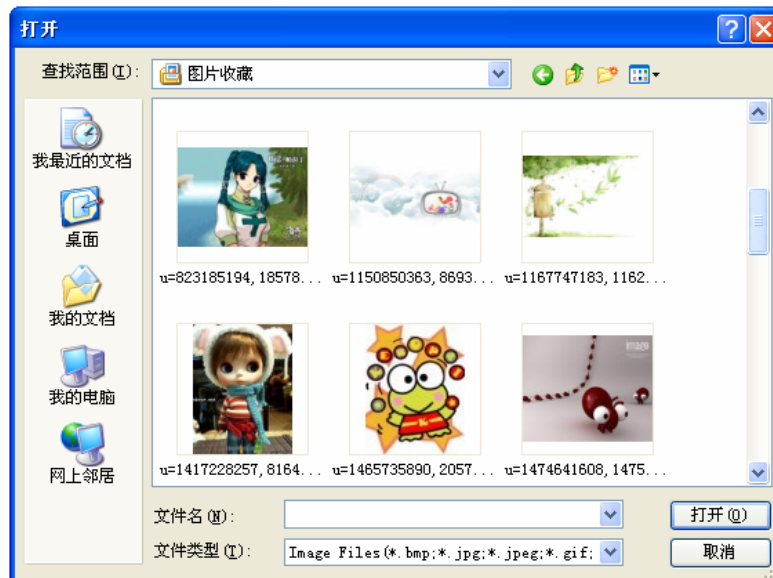 打开
查找范围(I):
图片收藏
我最近的文档
桌面
我的文档
我的电脑
网上邻居
u=823185194,18578...
u=1150850363,8693...
u=1167747183,1162...
image
u=1417228257,8164...
u=1465735890,2057...
u=1474641608,1475...
文件名(N):
打开(O)
文件类型(T):
Image Files(*.bmp;*.jpg;*.jpeg;*.gif;
取消